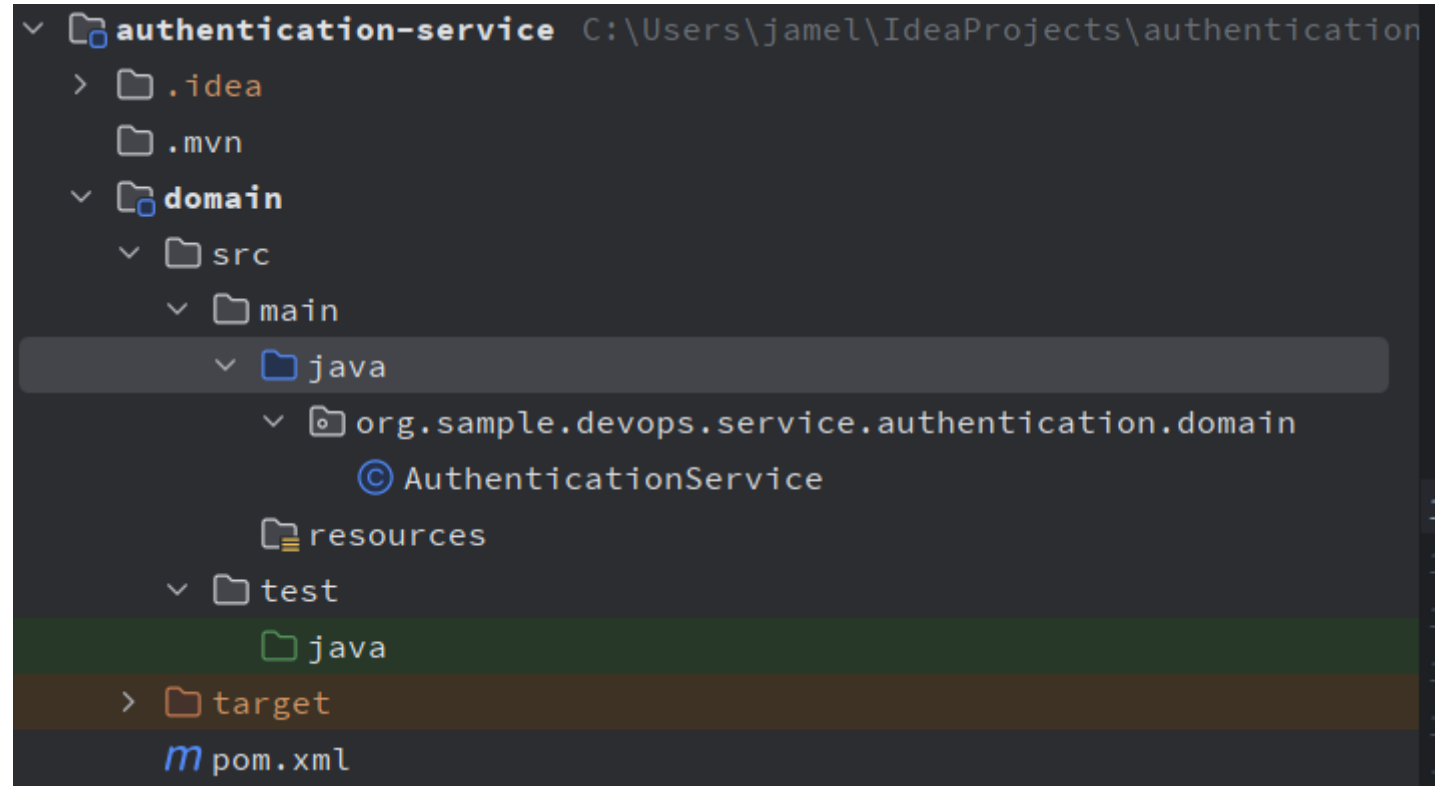 authentication-service C:\Users\jamel\IdeaProjects\authentication
.idea
.mvn
domain
src
main
java
org.sample.devops.service.authentication.domain
AuthenticationService
resources
test
java
target
pom.xml